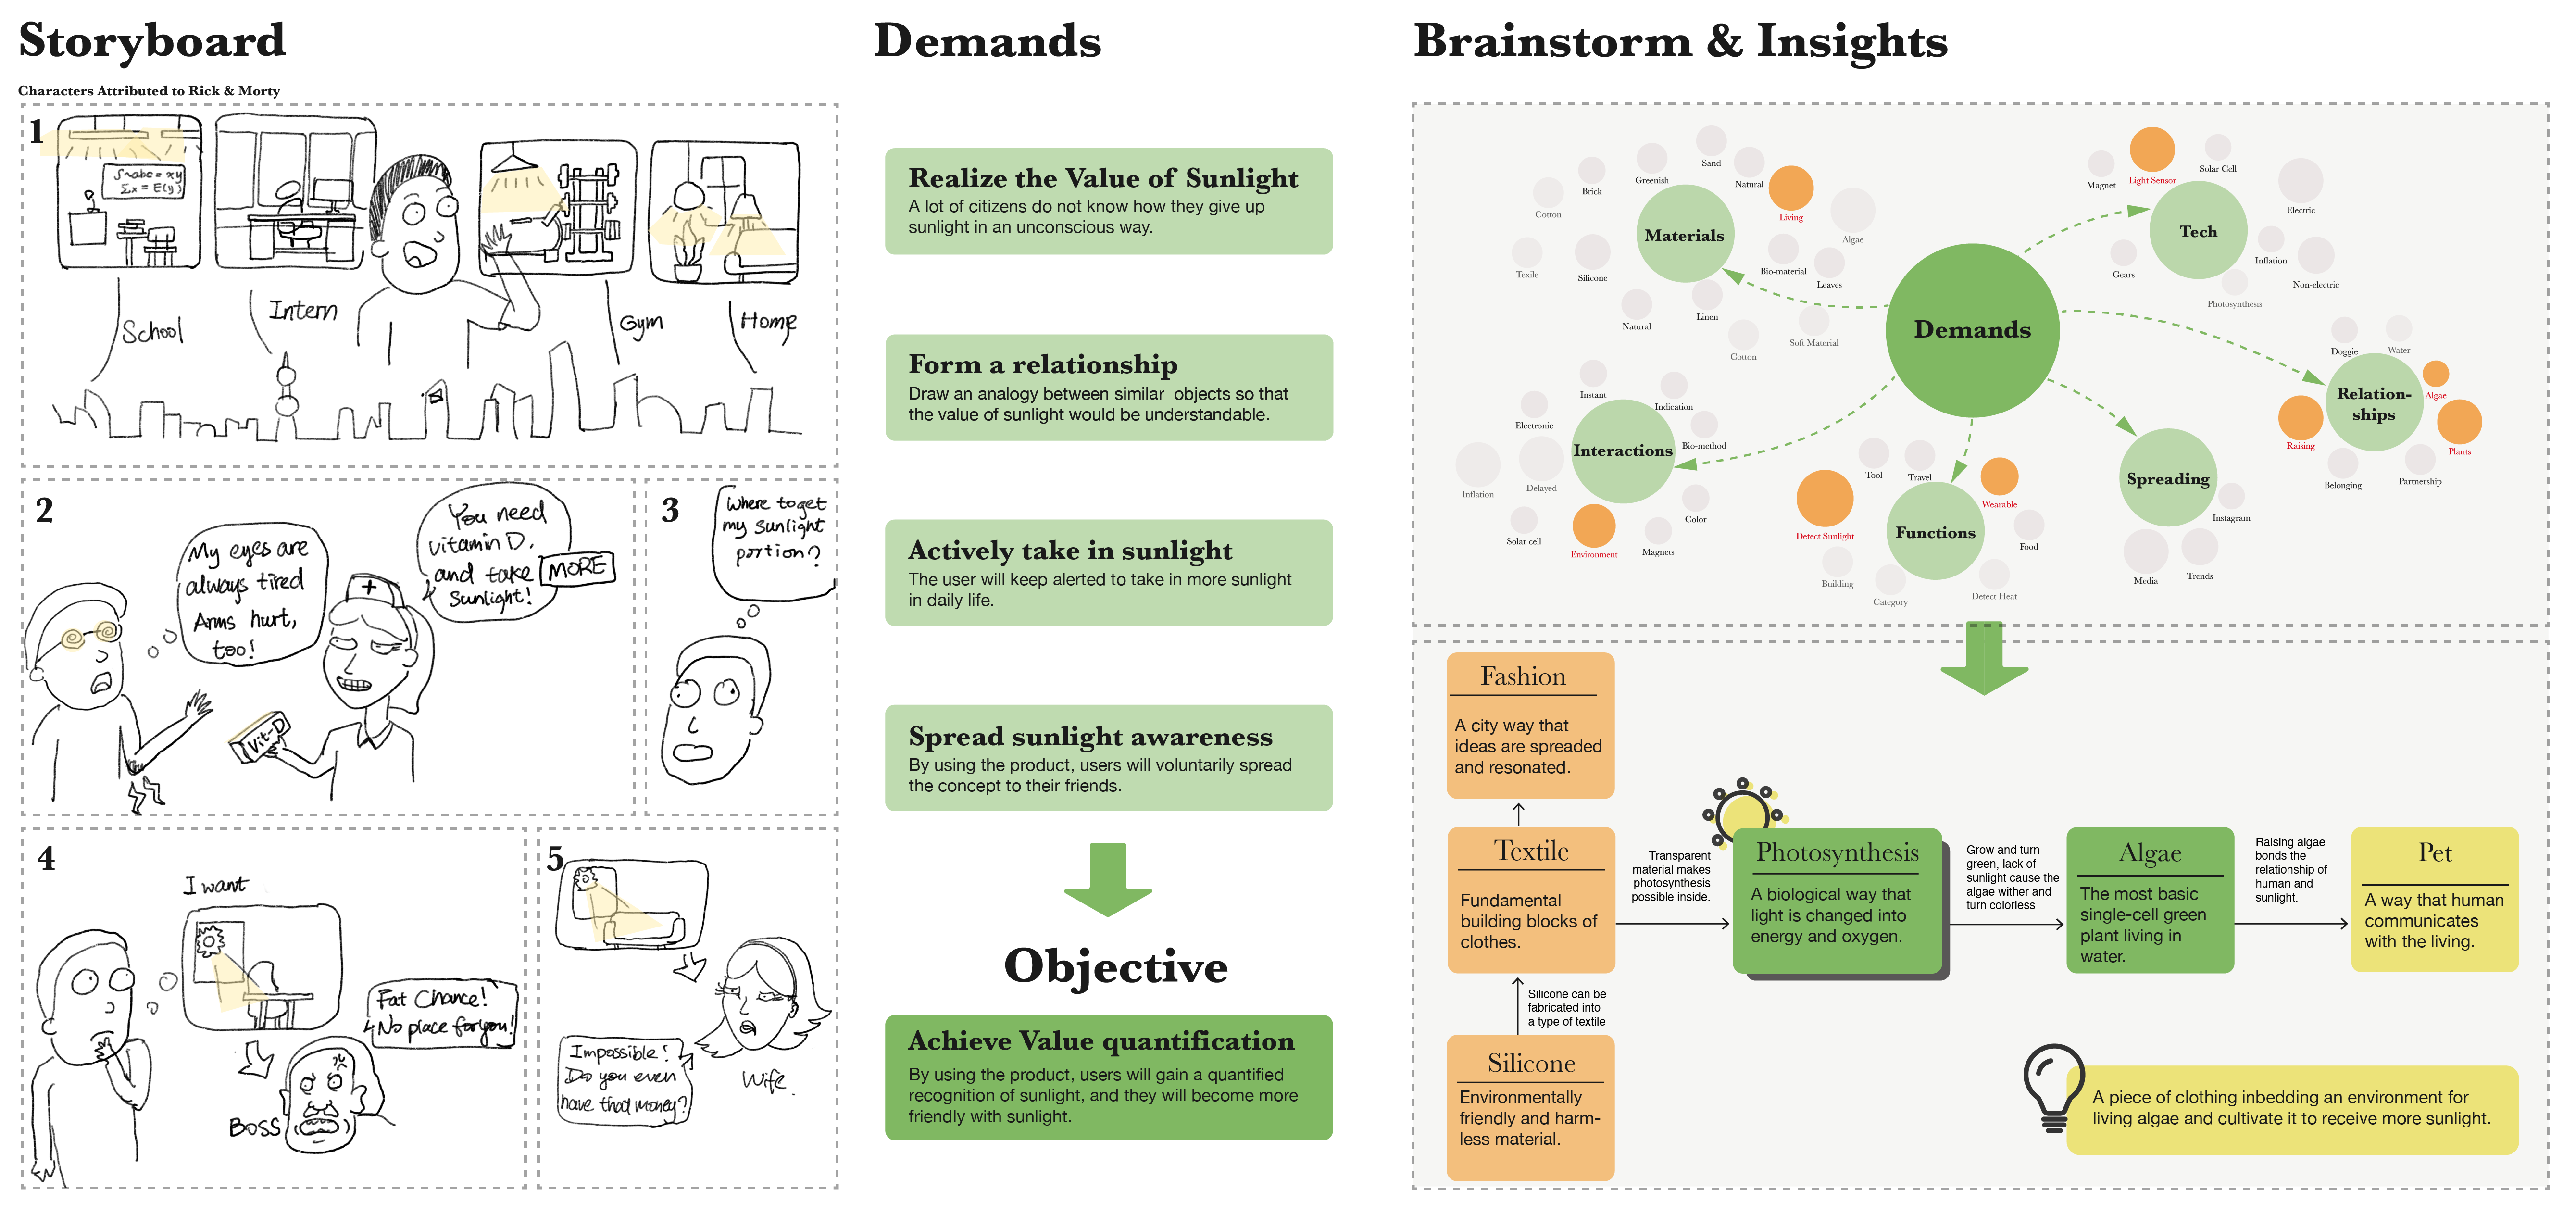 Storyboard
Characters Attributed to Rick & Morty
1
∫~abc = xy
Σx = E(y)
School
Intern
Gym
Home
2
My eyes are
always tired
Arms hurt,
too!
You need
vitamin D,
and take MORE
Sunlight!
Vit-D
3
Where to get
my sunlight
portion?
4
I want
Fat Chance!
No place for you!
BOSS
5
Impossible!
Do you even
have that money?
Wife
Demands
Realize the Value of Sunlight
A lot of citizens do not know how they give up
sunlight in an unconscious way.
Form a relationship
Draw an analogy between similar objects so that
the value of sunlight would be understandable.
Actively take in sunlight
The user will keep alerted to take in more sunlight
in daily life.
Spread sunlight awareness
By using the product, users will voluntarily spread
the concept to their friends.
Objective
Achieve Value quantification
By using the product, users will gain a quantified
recognition of sunlight, and they will become more
friendly with sunlight.
Brainstorm & Insights
Demands
Materials
Sand
Greenish
Natural
Brick
Cotton
Living
Algae
Texile
Silicone
Bio-material
Leaves
Natural
Linen
Cotton
Soft Material
Tech
Magnet
Light Sensor
Solar Cell
Electric
Gears
Inflation
Non-electric
Photosynthesis
Relation-
ships
Doggie
Water
Algae
Raising
Plants
Belonging
Partnership
Interactions
Instant
Indication
Electronic
Bio-method
Inflation
Delayed
Color
Solar cell
Environment
Magnets
Functions
Tool
Travel
Wearable
Detect Sunlight
Food
Building
Category
Detect Heat
Spreading
Instagram
Media
Trends
Fashion
A city way that
ideas are spreaded
and resonated.
Textile
Fundamental
building blocks of
clothes.
Silicone can be
fabricated into
a type of textile
Silicone
Environmentally
friendly and harm-
less material.
Transparent
material makes
photosynthesis
possible inside.
Photosynthesis
A biological way that
light is changed into
energy and oxygen.
Grow and turn
green, lack of
sunlight cause the
algae wither and
turn colorless
Algae
The most basic
single-cell green
plant living in
water.
Raising algae
bonds the
relationship of
human and
sunlight.
Pet
A way that human
communicates
with the living.
A piece of clothing inbedding an environment for
living algae and cultivate it to receive more sunlight.